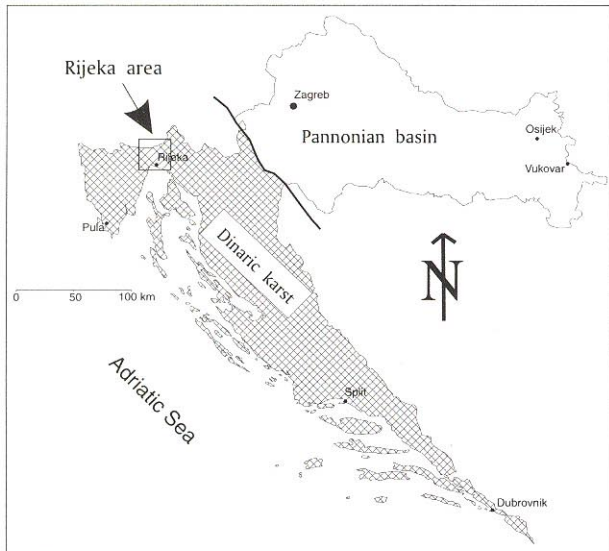 Rijeka area
Zagreb
Pannonian basin
Osijek
Vukovar
Rijeka
Pula
Dinaric karst
N
0 50 100 km
Adriatic Sea
Split
s
Dubrovnik